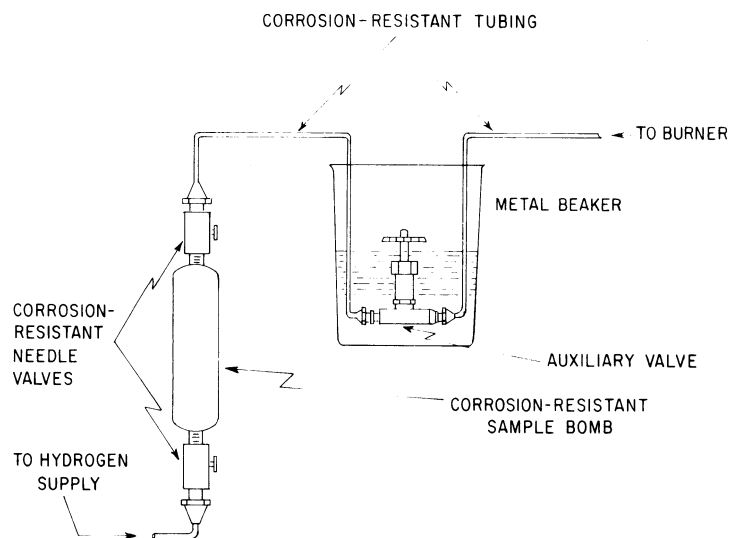 CORROSION-RESISTANT TUBING
TO BURNER
METAL BEAKER
CORROSION-
RESISTANT
NEEDLE
VALVES
AUXILIARY VALVE
CORROSION-RESISTANT
SAMPLE BOMB
TO HYDROGEN
SUPPLY